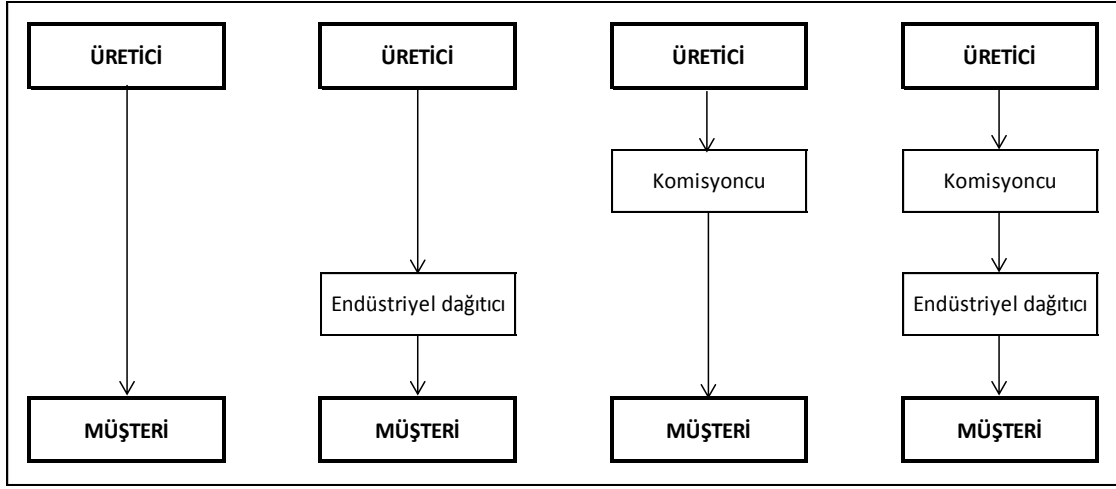 ÜRETİCİ
ÜRETİCİ
ÜRETİCİ
ÜRETİCİ
Komisyoncu
Komisyoncu
Endüstriyel dağıtıcı
Endüstriyel dağıtıcı
MÜŞTERİ
MÜŞTERİ
MÜŞTERİ
MÜŞTERİ